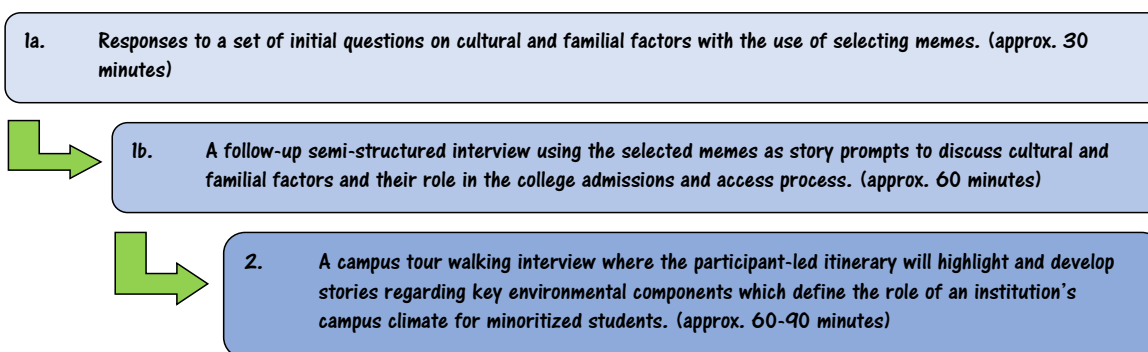 1a. Responses to a set of initial questions on cultural and familial factors with the use of selecting memes. (approx. 30
minutes)
1b. A follow-up semi-structured interview using the selected memes as story prompts to discuss cultural and
familial factors and their role in the college admissions and access process. (approx. 60 minutes)
2. A campus tour walking interview where the participant-led itinerary will highlight and develop
stories regarding key environmental components which define the role of an institution's
campus climate for minoritized students. (approx. 60-90 minutes)